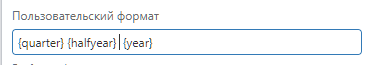 Пользовательский формат
{quarter} {halfyear} {year}